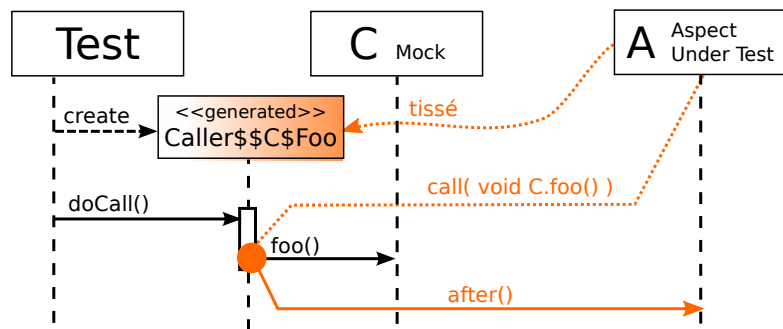 Test
C Mock
A Aspect
Under Test
<<generated>>
Caller$$C$Foo
create
tissé
call( void C.foo() )
doCall()
foo()
after()